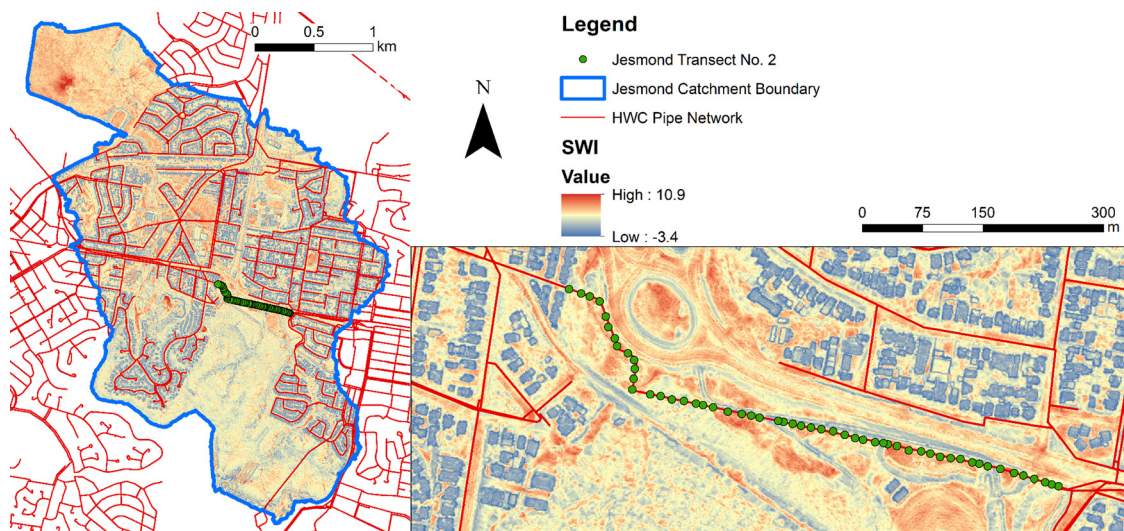 0 0.5 1
km
N
Legend
Jesmond Transect No. 2
Jesmond Catchment Boundary
HWC Pipe Network
SWI
Value
High : 10.9
Low : -3.4
0 75 150 300
m